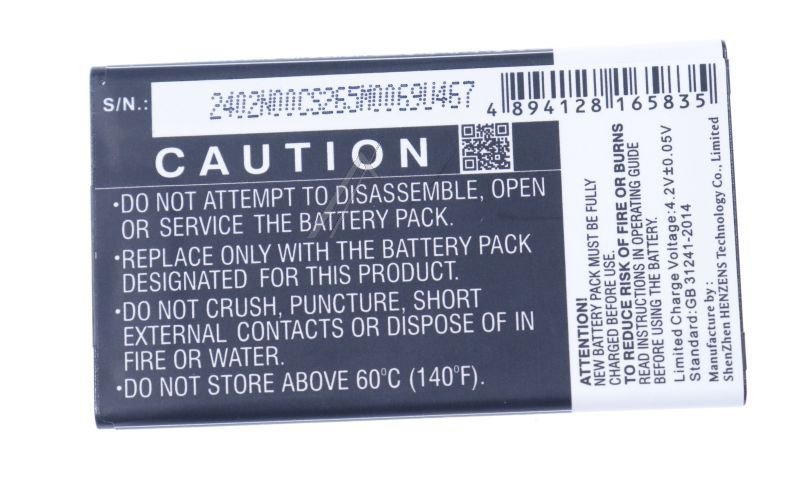 S/N.:
2402N00CS265M0069U467
4 894128 165835
CAUTION
•DO NOT ATTEMPT TO DISASSEMBLE, OPEN
OR SERVICE THE BATTERY PACK.
•REPLACE ONLY WITH THE BATTERY PACK
DESIGNATED FOR THIS PRODUCT.
•DO NOT CRUSH, PUNCTURE, SHORT
EXTERNAL CONTACTS OR DISPOSE OF IN
FIRE OR WATER.
•DO NOT STORE ABOVE 60°C (140°F).
ATTENTION!
NEW BATTERY PACK MUST BE FULLY
CHARGED BEFORE USE.
TO REDUCE RISK OF FIRE OR BURNS
READ INSTRUCTIONS IN OPERATING GUIDE
BEFORE USING THE BATTERY.
Limited Charge Voltage:4.2V±0.05V
Standard:GB 31241-2014
Manufactured by:
ShenZhen HENZENS Technology Co., Limited